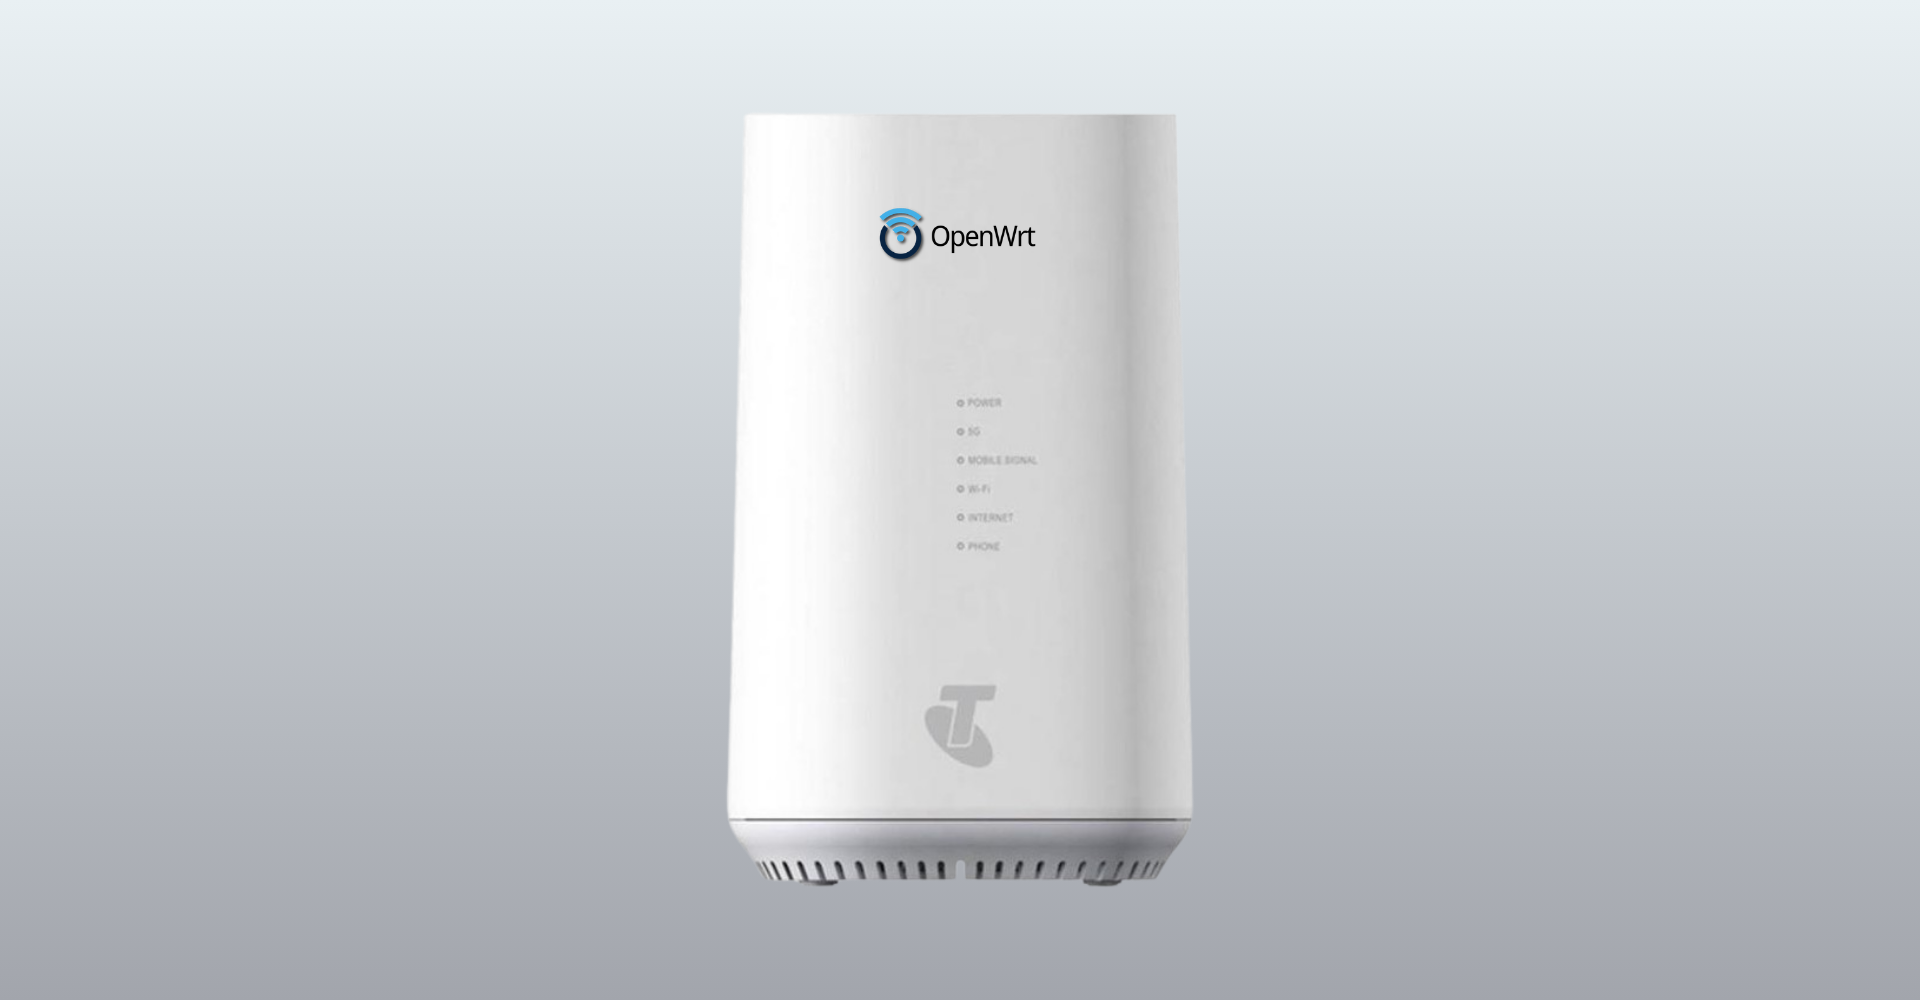 OpenWrt
POWER
5G
MOBILE SIGNAL
Wi-Fi
INTERNET
PHONE
T